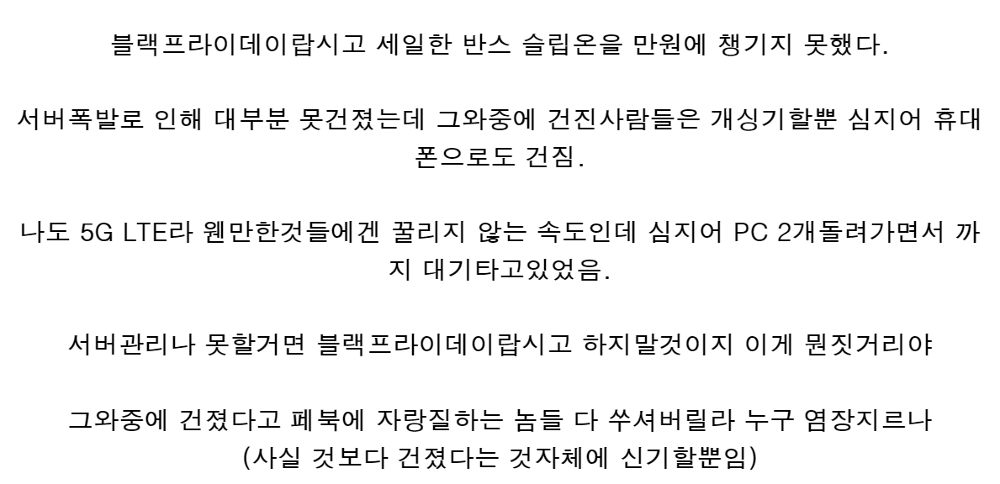 블랙프라이데이랍시고 세일한 반스 슬립온을 만원에 챙기지 못했다.
서버폭발로 인해 대부분 못건졌는데 그와중에 건진사람들은 개싱기할뿐 심지어 휴대
폰으로도 건짐.
나도 5G LTE라 웬만한것들에겐 꿀리지 않는 속도인데 심지어 PC 2개돌려가면서 까
지 대기타고있었음.
서버관리나 못할거면 블랙프라이데이랍시고 하지말것이지 이게 뭔짓거리야
그와중에 건졌다고 페북에 자랑질하는 놈들 다 쑤셔버릴라 누구 염장지르나
(사실 것보다 건졌다는 것자체에 신기할뿐임)